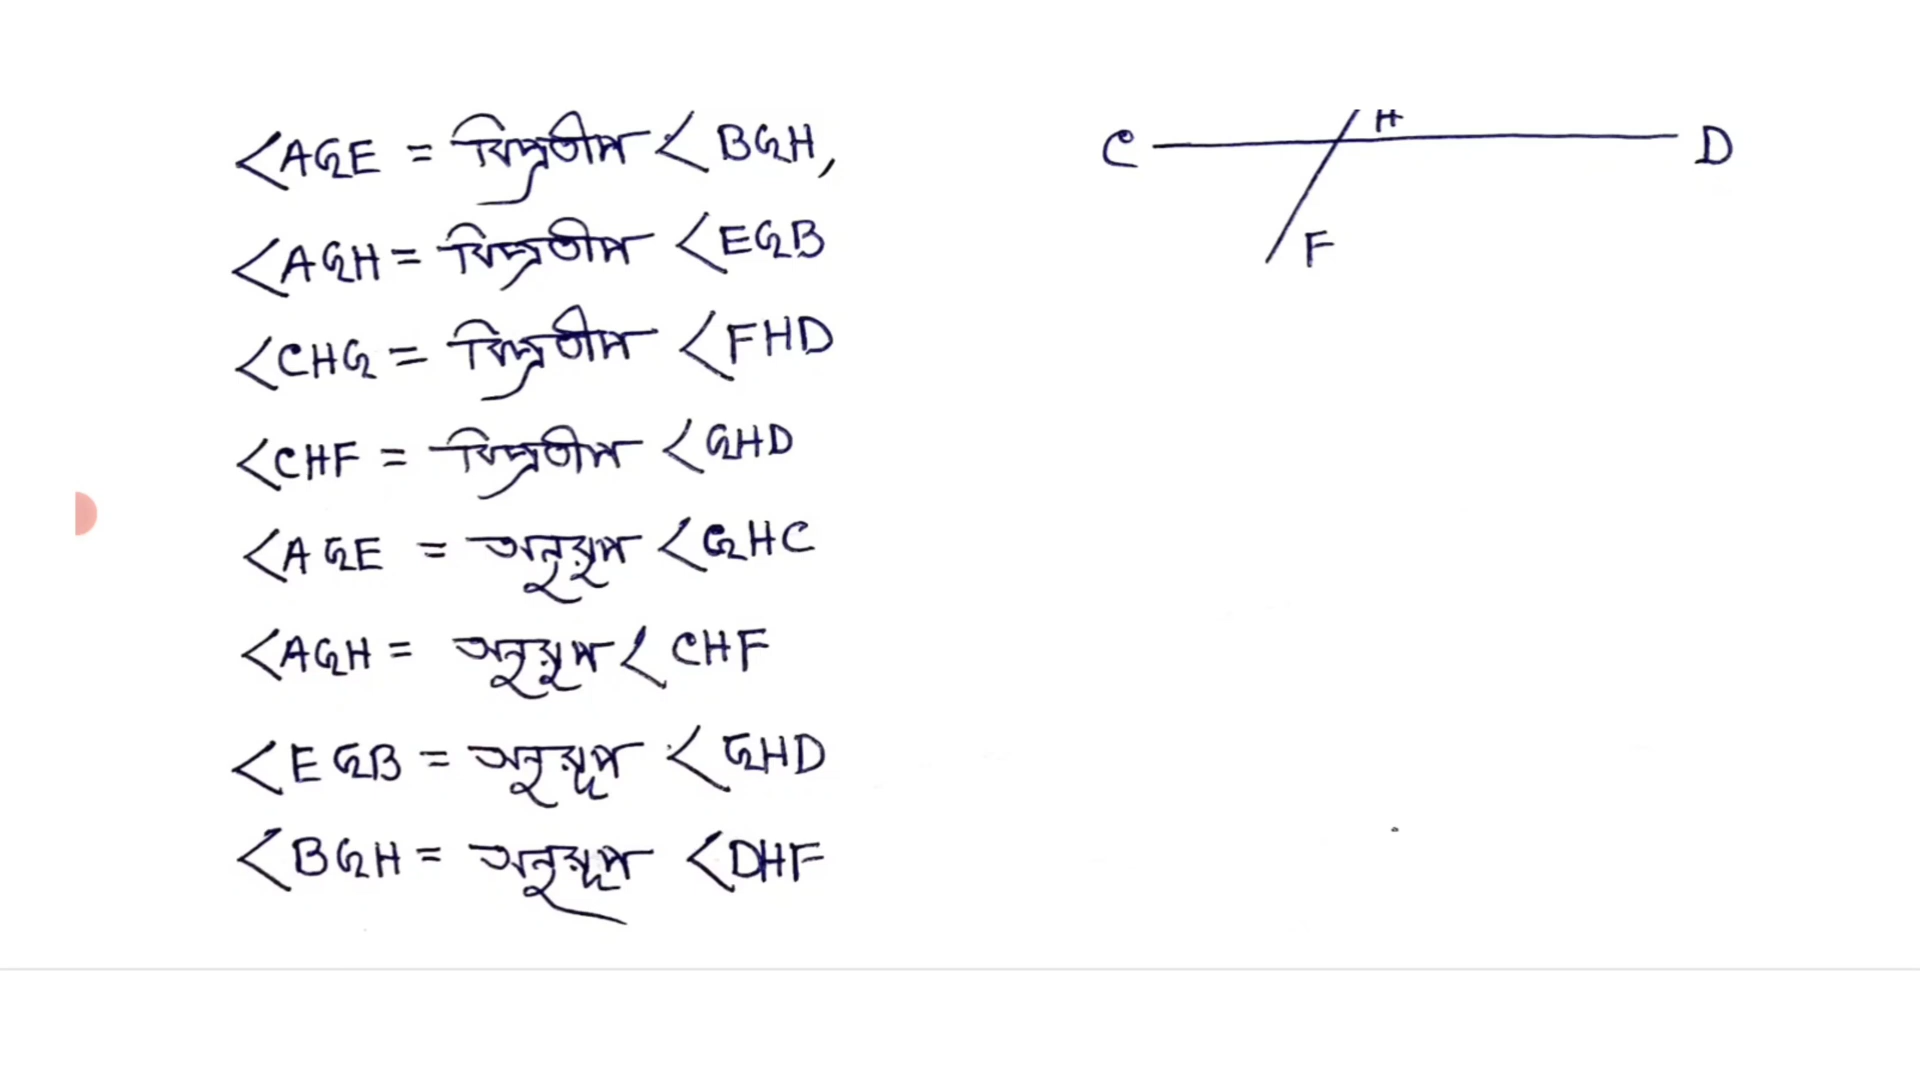 <AGE = বিপ্রতীপ < BGH,
<AGH = বিপ্রতীপ <EGB
<CHG = বিপ্রতীপ <FHD
<CHF = বিপ্রতীপ <GHD
<AGE = অনুরূপ <GHC
<AGH = অনুরূপ < CHF
<EGB = অনুরূপ <GHD
<BGH = অনুরূপ <DHF
C H D
F